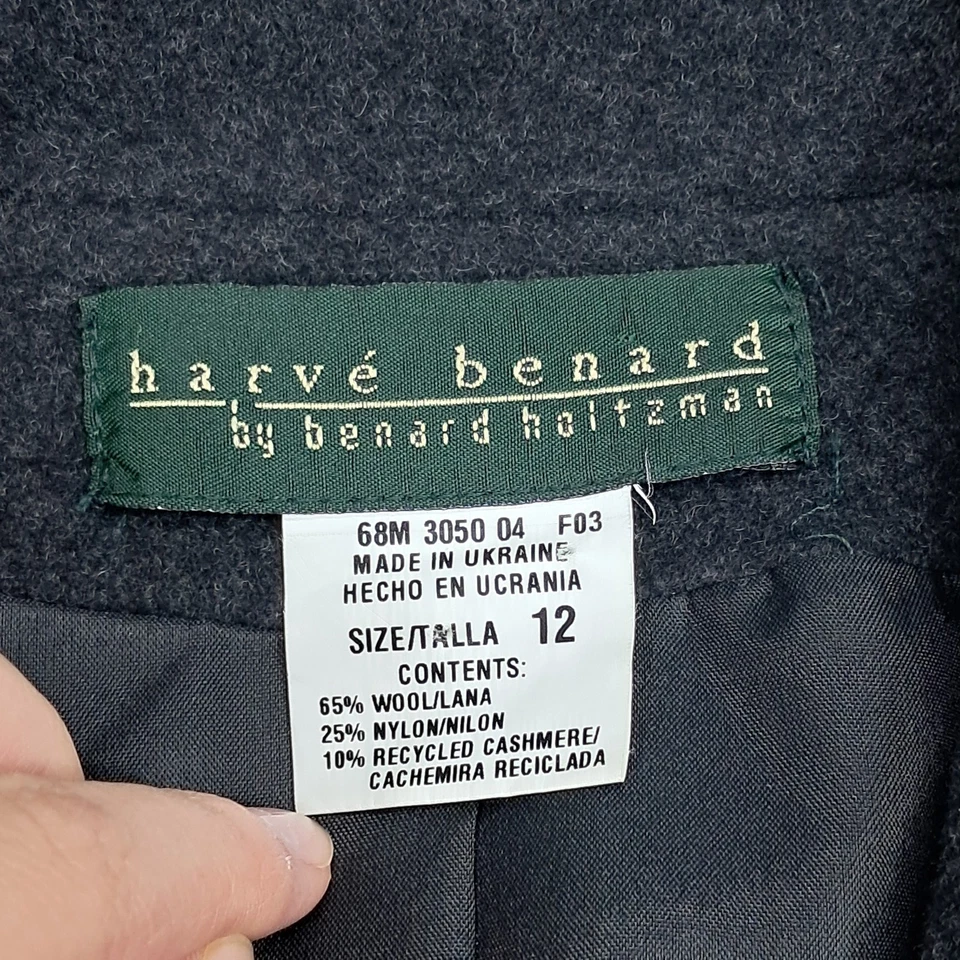 harvé benard
by benard holtzman
68M 3050 04 F03
MADE IN UKRAINE
HECHO EN UCRANIA
SIZE/TALLA 12
CONTENTS:
65% WOOL/LANA
25% NYLON/NILON
10% RECYCLED CASHMERE/
CACHEMIRA RECICLADA